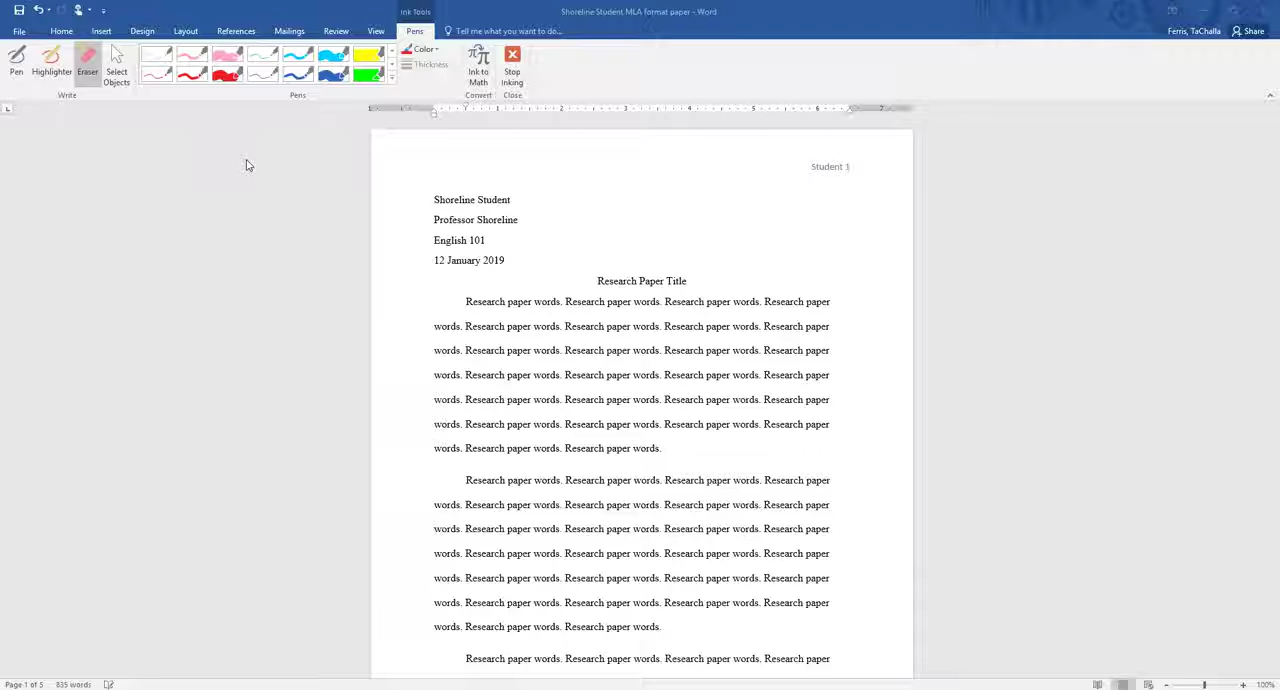 Ink Tools
Shoreline Student MLA format paper - Word
File Home Insert Design Layout References Mailings Review View Pens Tell me what you want to do... Ferris, TaChalla Share
Color
Pen Highlighter Eraser Select Objects Thickness Ink to Math Stop Inking
Write Pens Convert Close
1 1 2 3 4 5 6 7
Student 1
Shoreline Student
Professor Shoreline
English 101
12 January 2019
Research Paper Title
Research paper words. Research paper words. Research paper words. Research paper
words. Research paper words. Research paper words. Research paper words. Research paper
words. Research paper words. Research paper words. Research paper words. Research paper
words. Research paper words. Research paper words. Research paper words. Research paper
words. Research paper words. Research paper words. Research paper words. Research paper
words. Research paper words. Research paper words. Research paper words. Research paper
words. Research paper words. Research paper words.
Research paper words. Research paper words. Research paper words. Research paper
words. Research paper words. Research paper words. Research paper words. Research paper
words. Research paper words. Research paper words. Research paper words. Research paper
words. Research paper words. Research paper words. Research paper words. Research paper
words. Research paper words. Research paper words. Research paper words. Research paper
words. Research paper words. Research paper words. Research paper words. Research paper
words. Research paper words. Research paper words.
Research paper words. Research paper words. Research paper words. Research paper
Page 1 of 5 835 words 100%